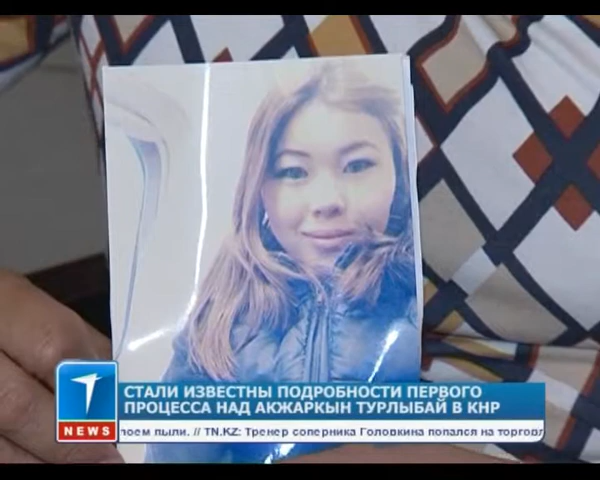 СТАЛИ ИЗВЕСТНЫ ПОДРОБНОСТИ ПЕРВОГО
ПРОЦЕССА НАД АКЖАРКЫН ТУРЛЫБАЙ В КНР
NEWS
поем пыли. // TN.KZ: Тренер соперника Головкина попался на торговл